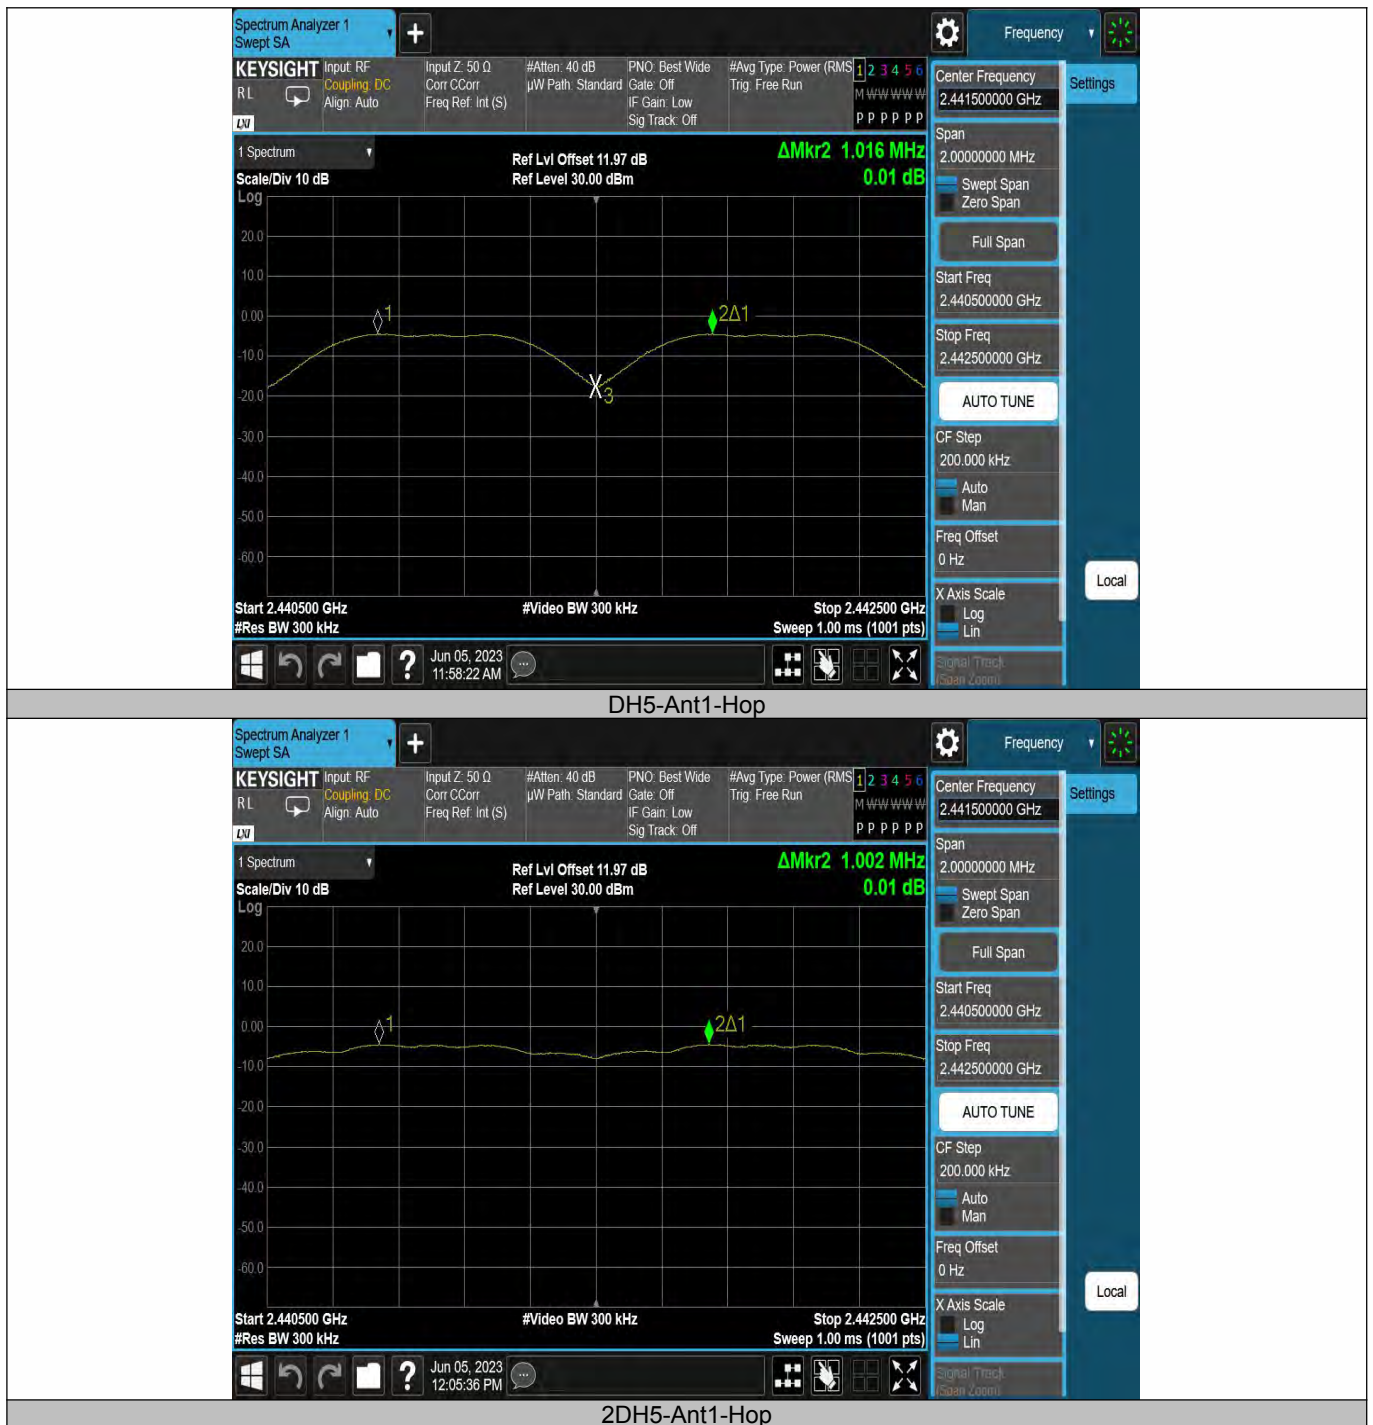 Spectrum Analyzer 1
Swept SA
+
Frequency
KEYSIGHT
RL
LXI
Input: RF
Coupling: DC
Align: Auto
Input Z: 50 Ω
Corr CCorr
Freq Ref: Int (S)
#Atten: 40 dB
µW Path: Standard
PNO: Best Wide
Gate: Off
IF Gain: Low
Sig Track: Off
#Avg Type: Power (RMS
Trig: Free Run
1 2 3 4 5 6
M W W W W W
P P P P P P
Center Frequency
2.441500000 GHz
Settings
Span
2.00000000 MHz
Swept Span
Zero Span
Full Span
Start Freq
2.440500000 GHz
Stop Freq
2.442500000 GHz
AUTO TUNE
CF Step
200.000 kHz
Auto
Man
Freq Offset
0 Hz
X Axis Scale
Log
Lin
Signal Track
(Span Zoom)
Local
1 Spectrum
Scale/Div 10 dB
Ref Lvl Offset 11.97 dB
Ref Level 30.00 dBm
ΔMkr2 1.016 MHz
0.01 dB
Log
20.0
10.0
0.00
-10.0
-20.0
-30.0
-40.0
-50.0
-60.0
1
2Δ1
3
Start 2.440500 GHz
#Res BW 300 kHz
#Video BW 300 kHz
Stop 2.442500 GHz
Sweep 1.00 ms (1001 pts)
?
Jun 05, 2023
11:58:22 AM
DH5-Ant1-Hop
Spectrum Analyzer 1
Swept SA
+
Frequency
KEYSIGHT
RL
LXI
Input: RF
Coupling: DC
Align: Auto
Input Z: 50 Ω
Corr CCorr
Freq Ref: Int (S)
#Atten: 40 dB
µW Path: Standard
PNO: Best Wide
Gate: Off
IF Gain: Low
Sig Track: Off
#Avg Type: Power (RMS
Trig: Free Run
1 2 3 4 5 6
M W W W W W
P P P P P P
Center Frequency
2.441500000 GHz
Settings
Span
2.00000000 MHz
Swept Span
Zero Span
Full Span
Start Freq
2.440500000 GHz
Stop Freq
2.442500000 GHz
AUTO TUNE
CF Step
200.000 kHz
Auto
Man
Freq Offset
0 Hz
X Axis Scale
Log
Lin
Signal Track
(Span Zoom)
Local
1 Spectrum
Scale/Div 10 dB
Ref Lvl Offset 11.97 dB
Ref Level 30.00 dBm
ΔMkr2 1.002 MHz
0.01 dB
Log
20.0
10.0
0.00
-10.0
-20.0
-30.0
-40.0
-50.0
-60.0
1
2Δ1
Start 2.440500 GHz
#Res BW 300 kHz
#Video BW 300 kHz
Stop 2.442500 GHz
Sweep 1.00 ms (1001 pts)
?
Jun 05, 2023
12:05:36 PM
2DH5-Ant1-Hop